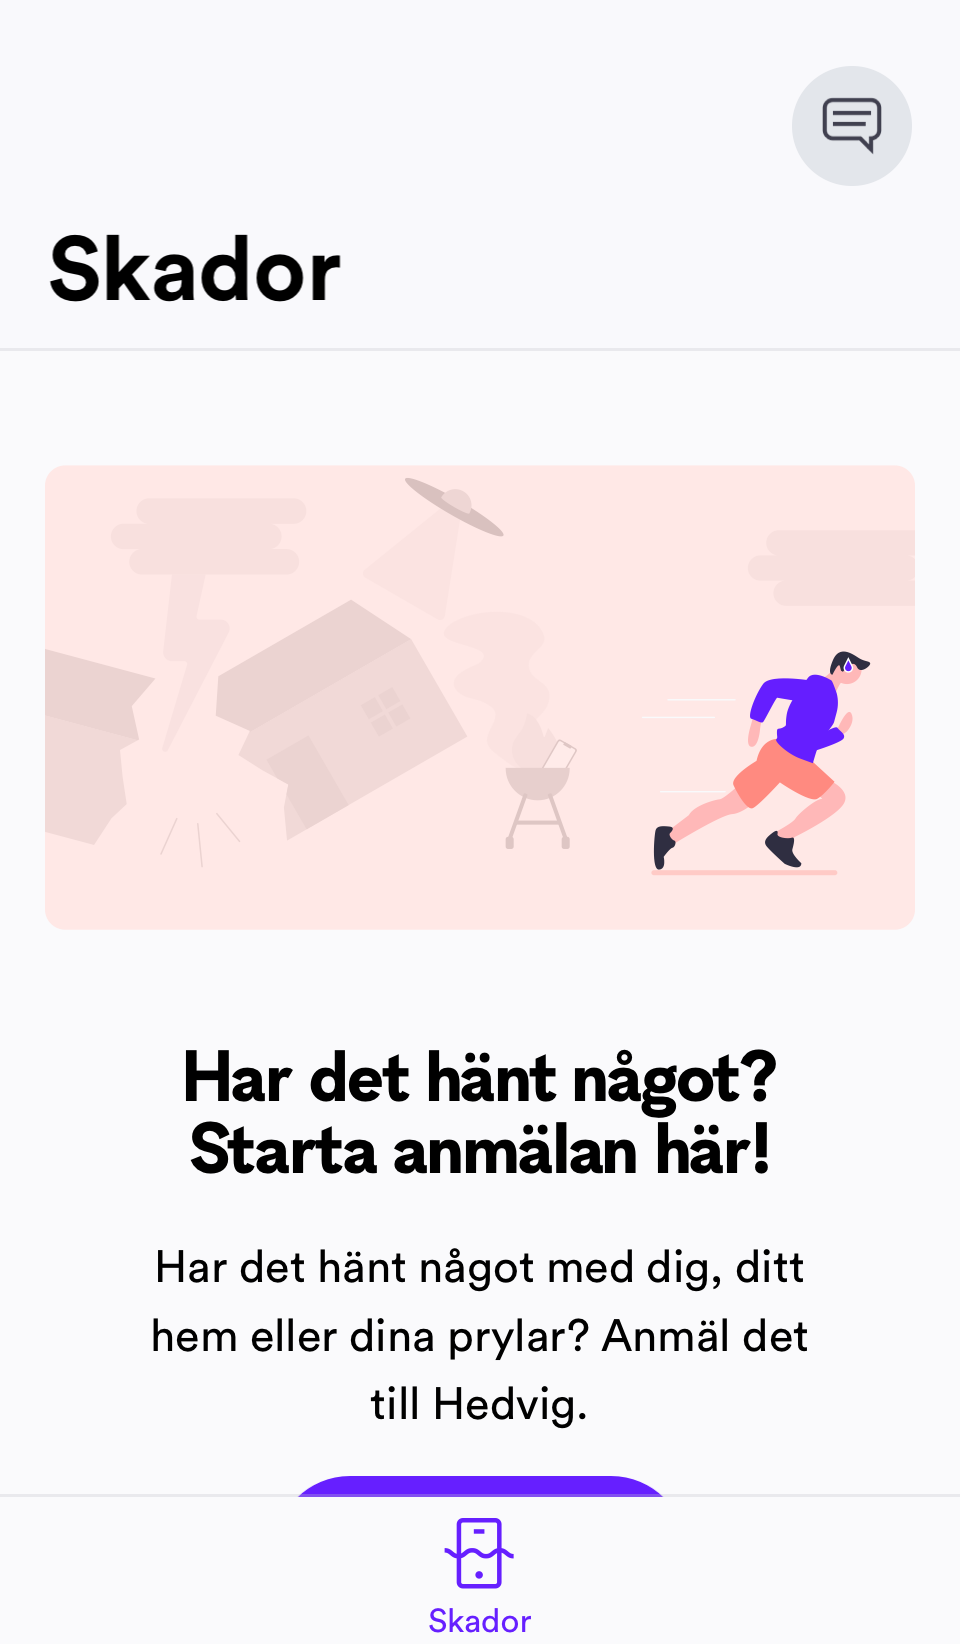 Skador
Har det hänt något?
Starta anmälan här!
Har det hänt något med dig, ditt
hem eller dina prylar? Anmäl det
till Hedvig.
Skador